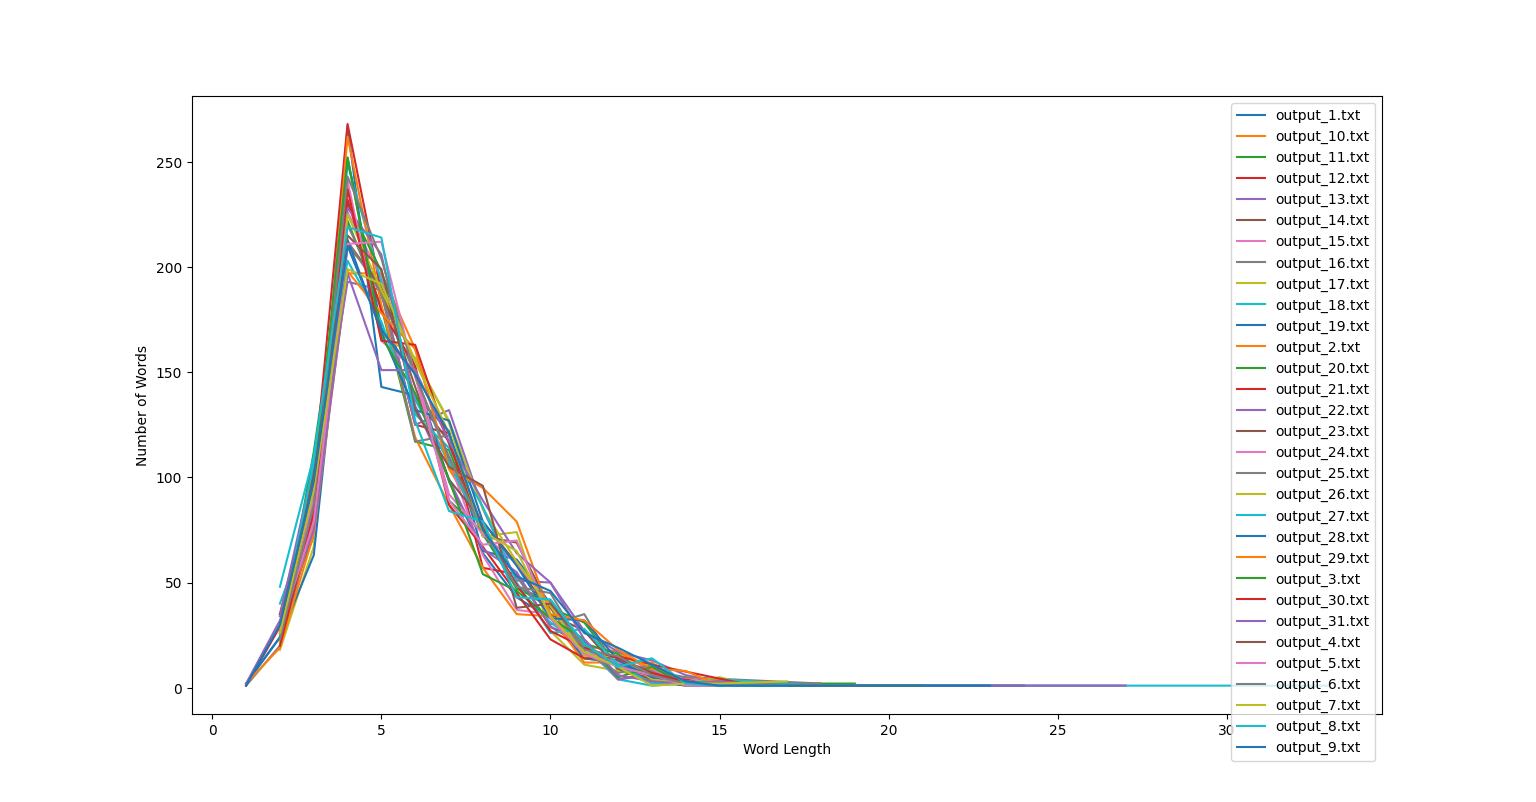 250
200
150
100
50
0
Number of Words
0
5
10
15
20
25
30
Word Length
output_1.txt
output_10.txt
output_11.txt
output_12.txt
output_13.txt
output_14.txt
output_15.txt
output_16.txt
output_17.txt
output_18.txt
output_19.txt
output_2.txt
output_20.txt
output_21.txt
output_22.txt
output_23.txt
output_24.txt
output_25.txt
output_26.txt
output_27.txt
output_28.txt
output_29.txt
output_3.txt
output_30.txt
output_31.txt
output_4.txt
output_5.txt
output_6.txt
output_7.txt
output_8.txt
output_9.txt